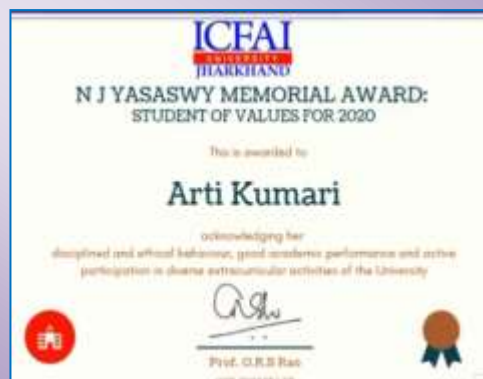 ICFAI
UNIVERSITY
JHARKHAND
N J YASASWY MEMORIAL AWARD:
STUDENT OF VALUES FOR 2020
This is awarded to
Arti Kumari
acknowledging her
disciplined and ethical behaviour, good academic performance and active
participation in diverse extracurricular activities of the University
Prof. O.R.S Rao